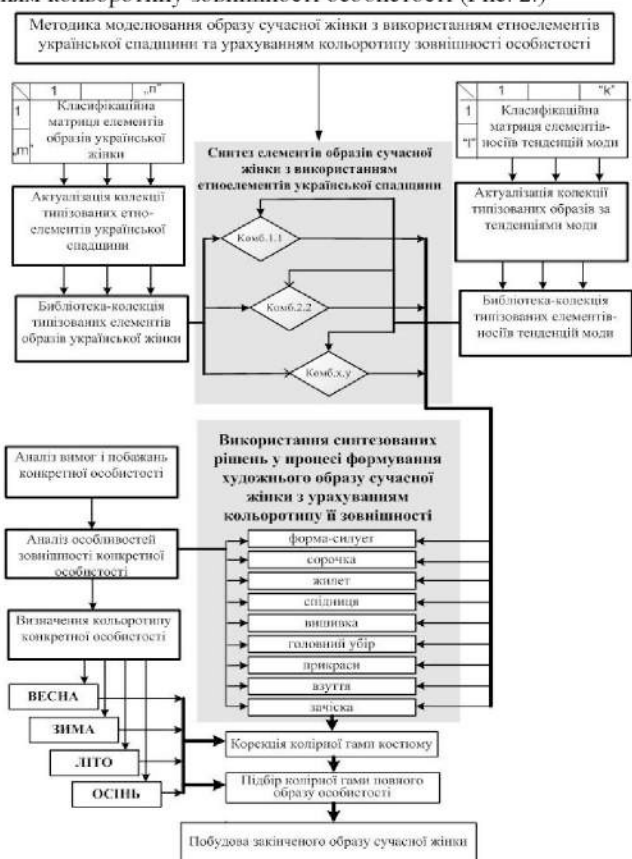 ням кольоротипу зовнішності особистості (Рис. 2.)
Методика моделювання образу сучасної жінки з використанням етноелементів
української спадщини та урахуванням кольоротипу зовнішності особистості
1 „n”
1
„m”
Класифікаційна
матриця елементів
образів української
жінки
Актуалізація колекції
типізованих етно-
елементів української
спадщини
Библіотека-колекція
типізованих елементів
образів української жінки
Синтез елементів образів сучасної
жінки з використанням
етноелементів української спадщини
Комб.1.1
Комб.2.2
Комб.x.y
1 “k”
1
“l”
Класифікаційна
матриця елементів-
носіїв тенденцій моди
Актуалізація колекції
типізованих образів за
тенденціями моди
Библіотека-колекція
типізованих елементів-
носіїв тенденцій моди
Аналіз вимог і побажань
конкретної особистості
Аналіз особливостей
зовнішності конкретної
особистості
Визначення кольоротипу
конкретної особистості
ВЕСНА
ЗИМА
ЛІТО
ОСІНЬ
Використання синтезованих
рішень у процесі формування
художнього образу сучасної
жінки з урахуванням
кольоротипу її зовнішності
форма-силует
сорочка
жилет
спідниця
вишивка
головний убір
прикраси
взуття
зачіска
Корекція колірної гами костюму
Підбір колірної гами повного
образу особистості
Побудова закінченого образу сучасної жінки